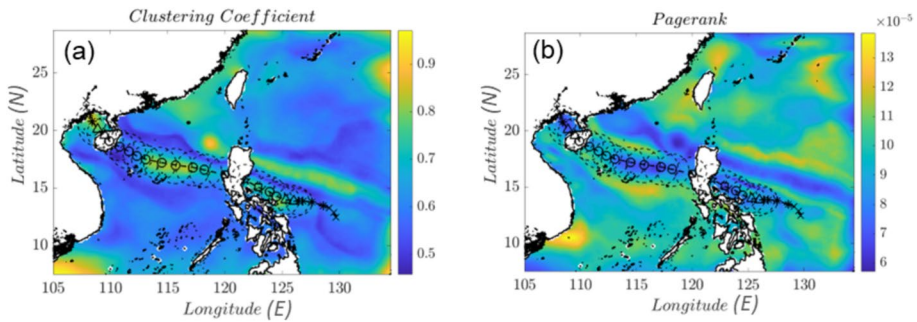 Clustering Coefficient
(a)
Latitude (N)
25
20
15
10
105 110 115 120 125 130
Longitude (E)
0.9
0.8
0.7
0.6
0.5
Pagerank
×10⁻⁵
(b)
Latitude (N)
25
20
15
10
105 110 115 120 125 130
Longitude (E)
13
12
11
10
9
8
7
6